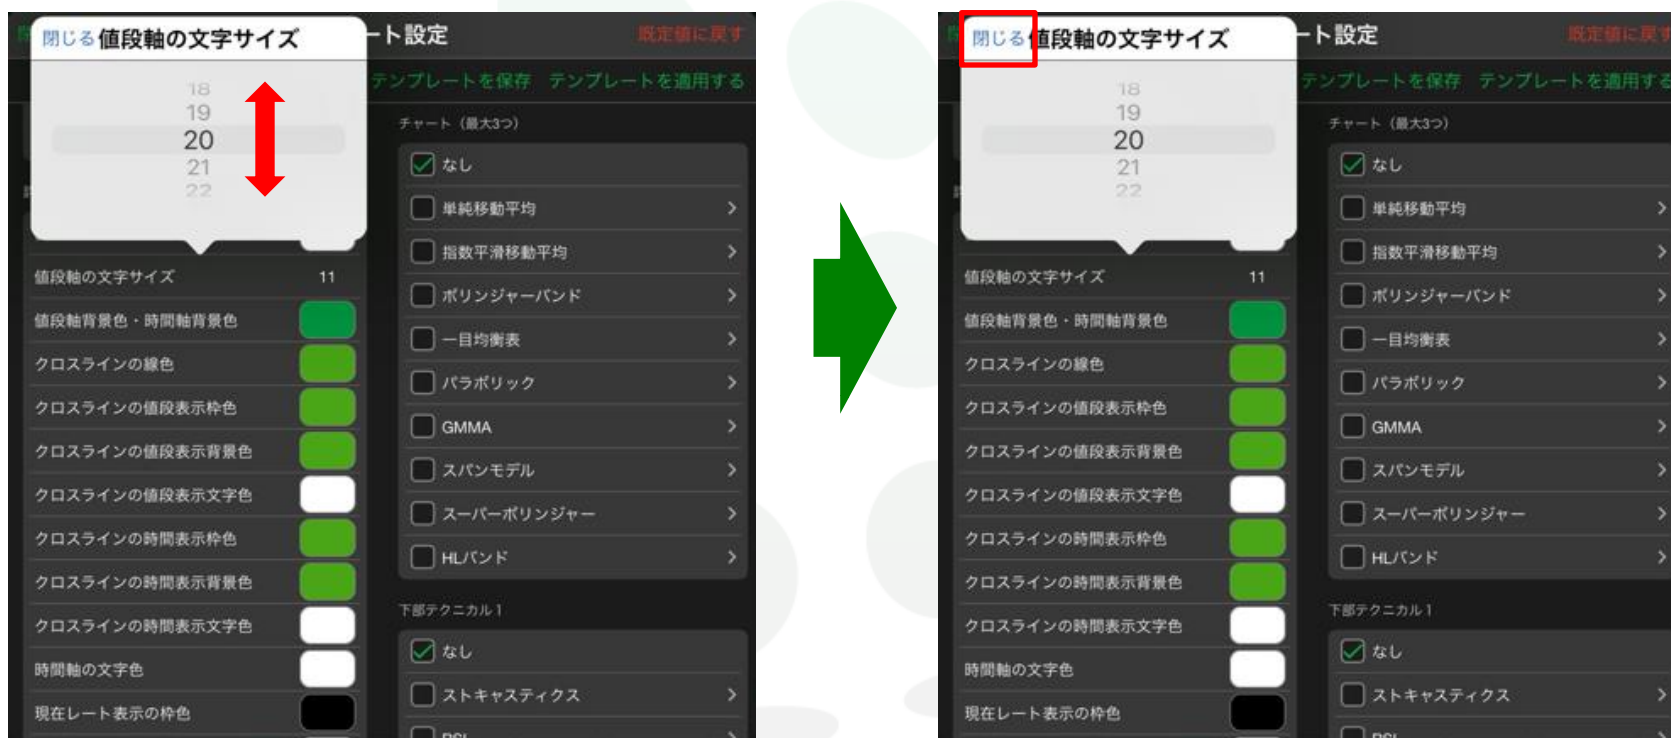 閉じる 値段軸の文字サイズ
ート設定
既定値に戻す
テンプレートを保存 テンプレートを適用する
18
19
20
21
22
値段軸の文字サイズ 11
値段軸背景色・時間軸背景色
クロスラインの線色
クロスラインの値段表示枠色
クロスラインの値段表示背景色
クロスラインの値段表示文字色
クロスラインの時間表示枠色
クロスラインの時間表示背景色
クロスラインの時間表示文字色
時間軸の文字色
現在レート表示の枠色
チャート（最大3つ）
なし
単純移動平均
指数平滑移動平均
ボリンジャーバンド
一目均衡表
パラボリック
GMMA
スパンモデル
スーパーボリンジャー
HLバンド
下部テクニカル1
なし
ストキャスティクス
RSI
閉じる 値段軸の文字サイズ
ート設定
既定値に戻す
テンプレートを保存 テンプレートを適用する
18
19
20
21
22
値段軸の文字サイズ 11
値段軸背景色・時間軸背景色
クロスラインの線色
クロスラインの値段表示枠色
クロスラインの値段表示背景色
クロスラインの値段表示文字色
クロスラインの時間表示枠色
クロスラインの時間表示背景色
クロスラインの時間表示文字色
時間軸の文字色
現在レート表示の枠色
チャート（最大3つ）
なし
単純移動平均
指数平滑移動平均
ボリンジャーバンド
一目均衡表
パラボリック
GMMA
スパンモデル
スーパーボリンジャー
HLバンド
下部テクニカル1
なし
ストキャスティクス
RSI